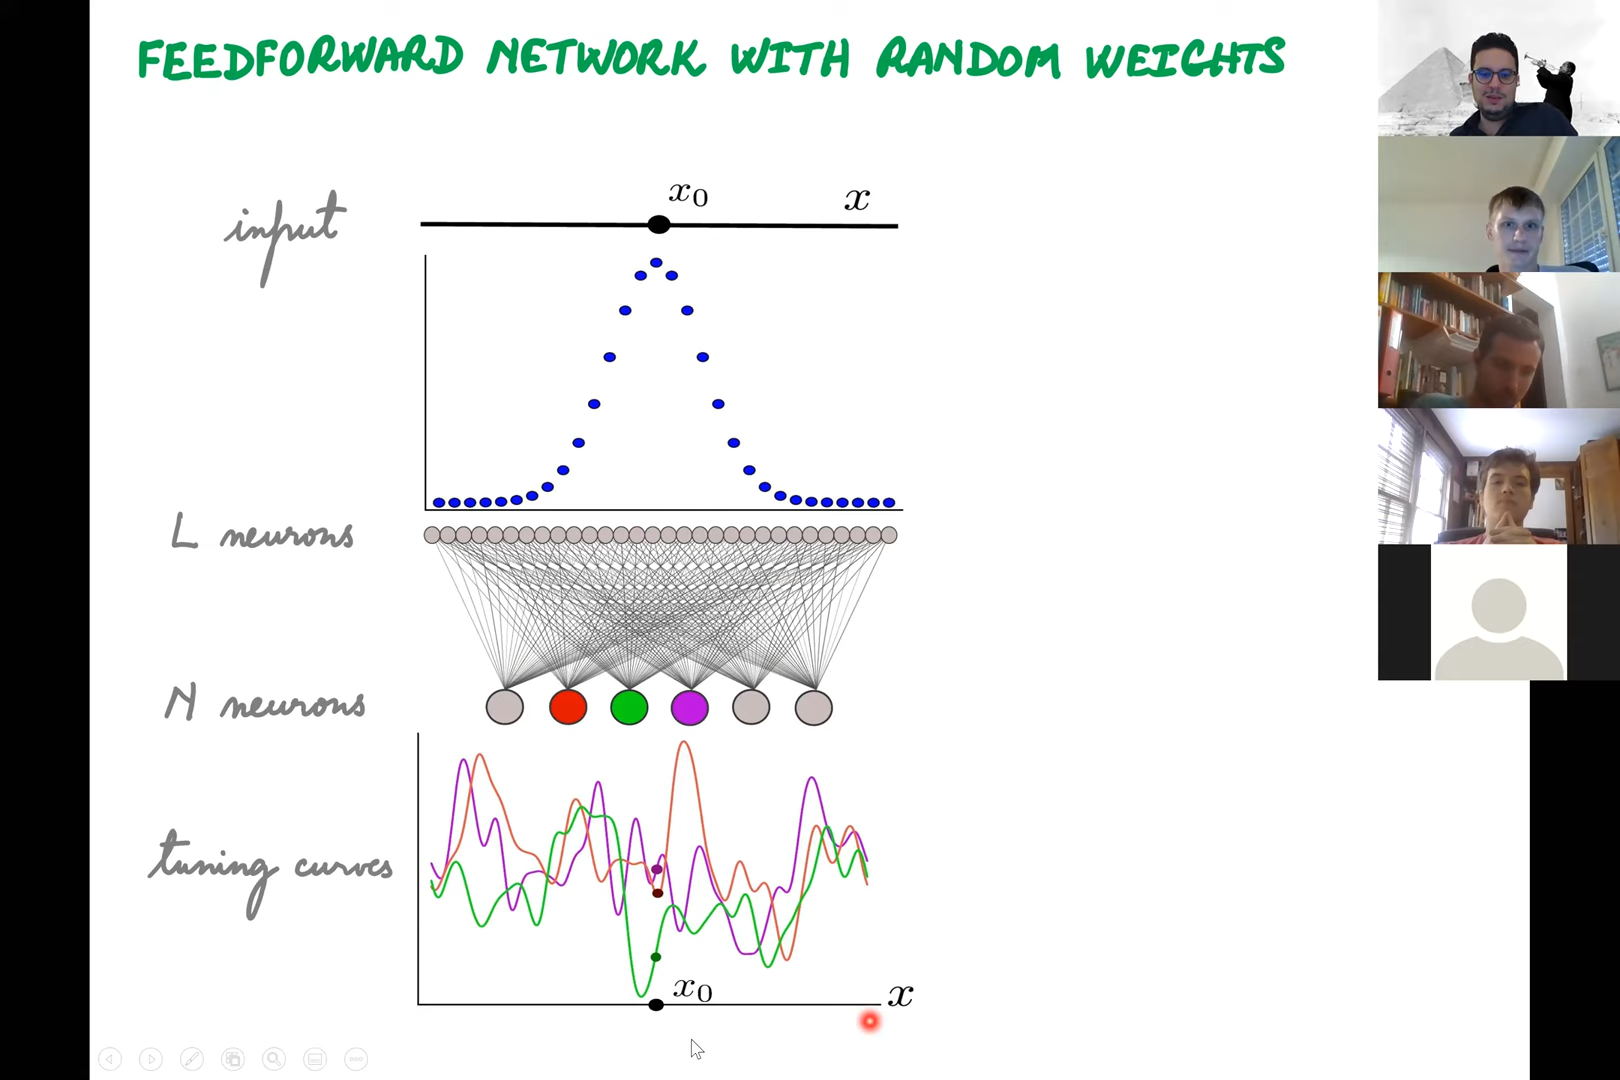 FEEDFORWARD NETWORK WITH RANDOM WEIGHTS
x₀
x
input
L neurons
N neurons
tuning curves
x₀
x